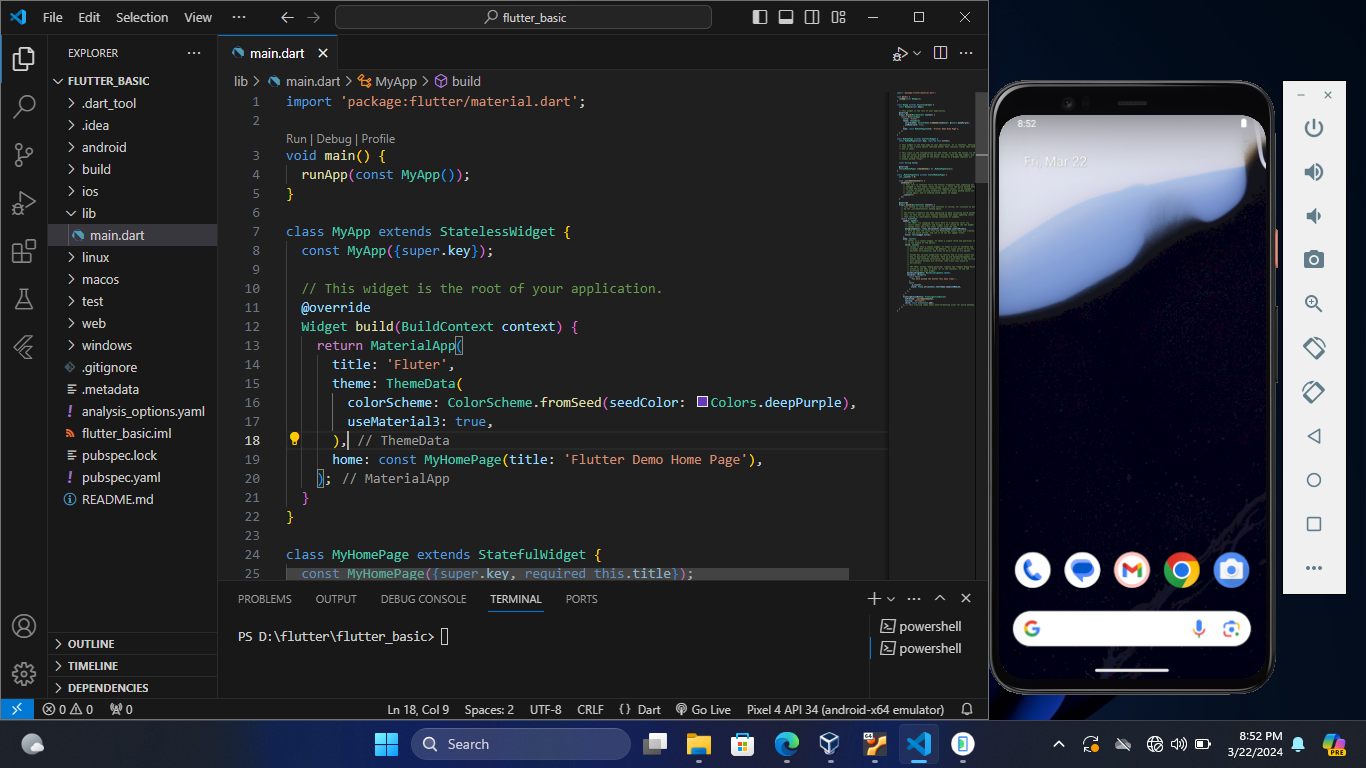 File Edit Selection View ··· flutter_basic
EXPLORER
FLUTTER_BASIC
.dart_tool
.idea
android
build
ios
lib
main.dart
linux
macos
test
web
windows
.gitignore
.metadata
analysis_options.yaml
flutter_basic.iml
pubspec.lock
pubspec.yaml
README.md
OUTLINE
TIMELINE
DEPENDENCIES
main.dart
lib > main.dart > MyApp > build
1 import 'package:flutter/material.dart';
2
Run | Debug | Profile
3 void main() {
4 runApp(const MyApp());
5 }
6
7 class MyApp extends StatelessWidget {
8 const MyApp({super.key});
9
10 // This widget is the root of your application.
11 @override
12 Widget build(BuildContext context) {
13 return MaterialApp(
14 title: 'Fluter',
15 theme: ThemeData(
16 colorScheme: ColorScheme.fromSeed(seedColor: Colors.deepPurple),
17 useMaterial3: true,
18 ), // ThemeData
19 home: const MyHomePage(title: 'Flutter Demo Home Page'),
20 ); // MaterialApp
21 }
22 }
23
24 class MyHomePage extends StatefulWidget {
25 const MyHomePage({super.key, required this.title});
PROBLEMS OUTPUT DEBUG CONSOLE TERMINAL PORTS
PS D:\flutter\flutter_basic>
powershell
powershell
0 0 0 Ln 18, Col 9 Spaces: 2 UTF-8 CRLF {} Dart Go Live Pixel 4 API 34 (android-x64 emulator)
8:52
Fri, Mar 22
Search
64
8:52 PM
3/22/2024
PRE